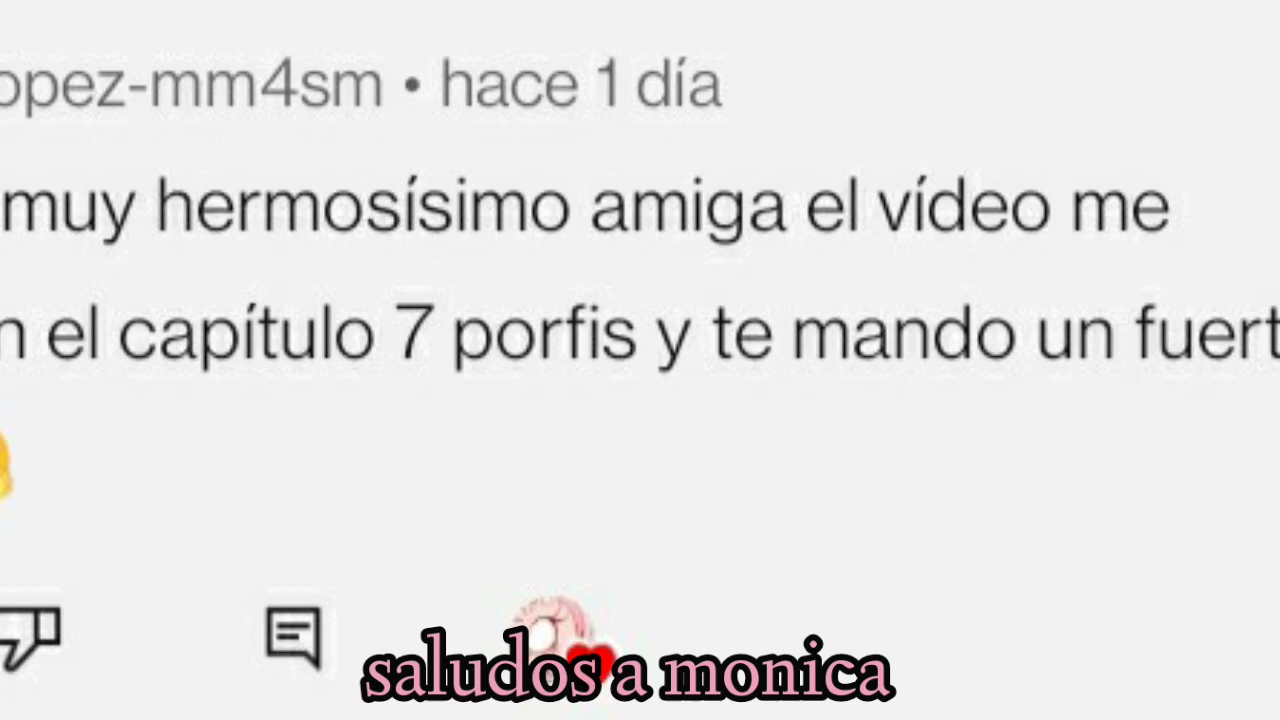 opez-mm4sm • hace 1 día
muy hermosísimo amiga el vídeo me
n el capítulo 7 porfis y te mando un fuert
saludos a monica